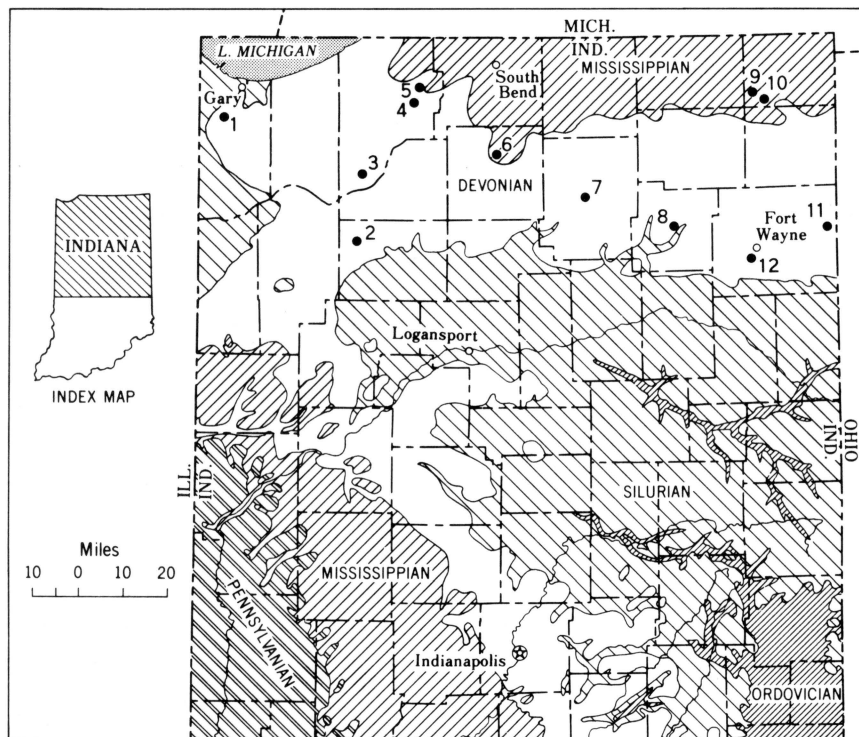 MICH.
IND.
L. MICHIGAN
MISSISSIPPIAN
South
Bend
Gary
1
5
4
9
10
6
3
DEVONIAN
7
2
8
Fort
Wayne
11
12
INDIANA
INDEX MAP
Logansport
ILL.
IND.
OHIO
IND.
SILURIAN
Miles
10 0 10 20
MISSISSIPPIAN
PENNSYLVANIAN
Indianapolis
ORDOVICIAN